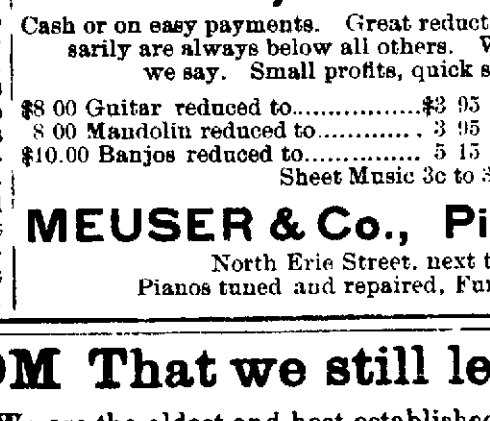 Cash or on easy payments. Great reduct
sarily are always below all others.
we say. Small profits, quick s
$8 00 Guitar reduced to................$3 95
8 00 Mandolin reduced to............. 3 95
$10.00 Banjos reduced to.............. 5 15
Sheet Music 3c to
MEUSER & Co., Pi
North Erie Street. next t
Pianos tuned and repaired, Fur
OM That we still le
We are the oldest and best established